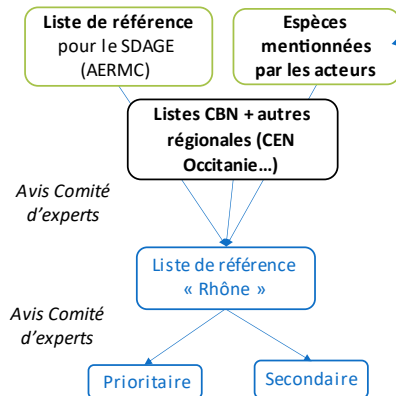 Liste de référence
pour le SDAGE
(AERMC)
Espèces
mentionnées
par les acteurs
Listes CBN + autres
régionales (CEN
Occitanie…)
Avis Comité
d’experts
Liste de référence
« Rhône »
Avis Comité
d’experts
Prioritaire
Secondaire